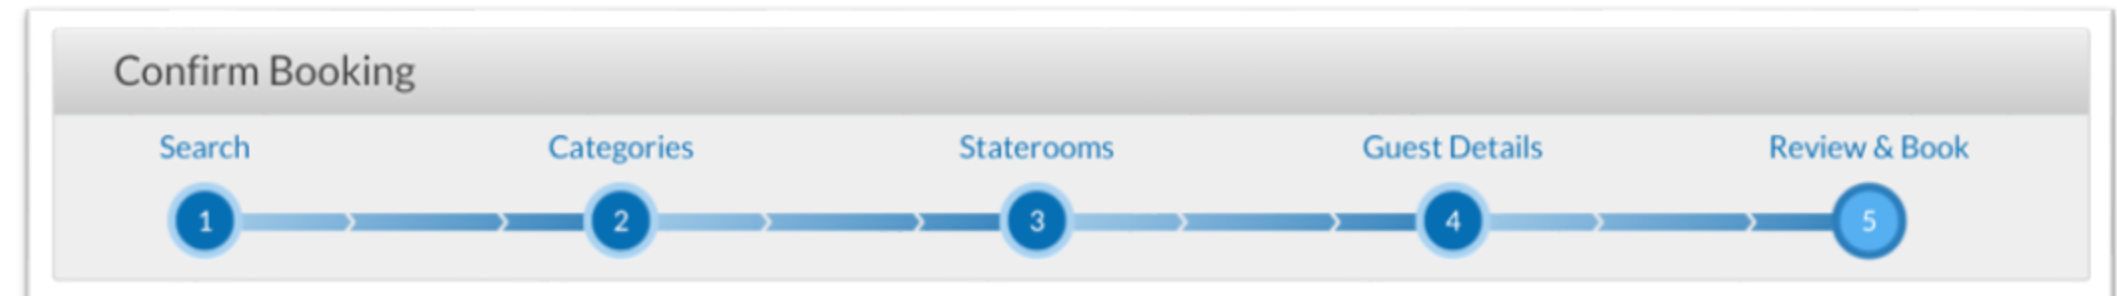 Confirm Booking
Search Categories Staterooms Guest Details Review & Book
1 2 3 4 5